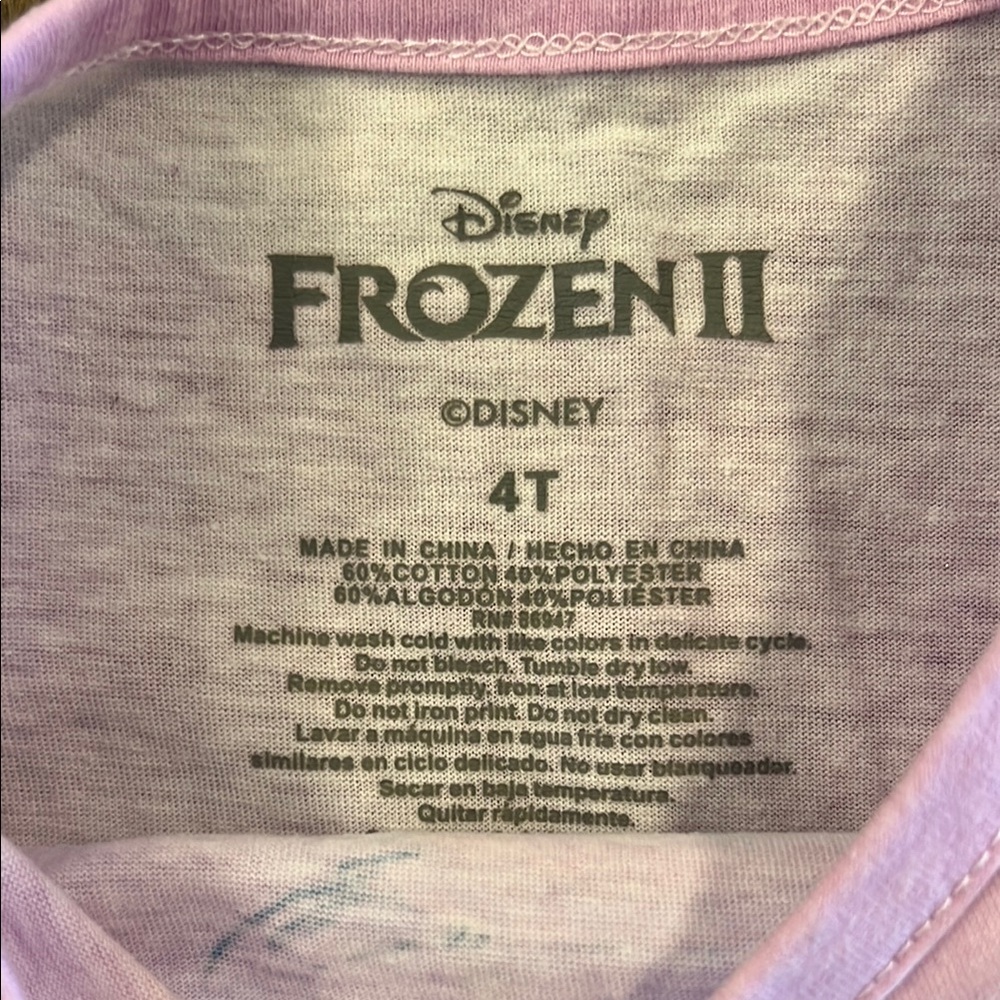 Disney
FROZEN II
©DISNEY
4T
MADE IN CHINA / HECHO EN CHINA
60%COTTON 40%POLYESTER
60%ALGODÓN 40%POLIÉSTER
RN# 86947
Machine wash cold with like colors in delicate cycle.
Do not bleach. Tumble dry low.
Remove promptly. Iron at low temperature.
Do not iron print. Do not dry clean.
Lavar a máquina en agua fría con colores
similares en ciclo delicado. No usar blanqueador.
Secar en baja temperatura.
Quitar rápidamente.